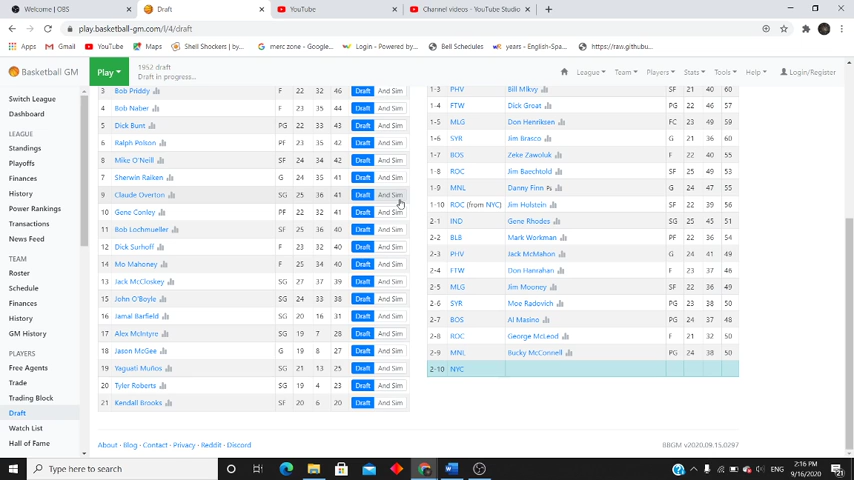 Welcome | OBS
Draft
YouTube
Channel videos - YouTube Studio
play.basketball-gm.com/l/4/draft
Apps Gmail YouTube Maps Shell Shockers | by... merc zone - Google... Login - Powered by... Bell Schedules years - English-Spa... https://raw.githubu...
Basketball GM
Play
1952 draft
Draft in progress...
League Team Players Stats Tools Help Login/Register
Switch League
Dashboard
LEAGUE
Standings
Playoffs
Finances
History
Power Rankings
Transactions
News Feed
TEAM
Roster
Schedule
Finances
History
GM History
PLAYERS
Free Agents
Trade
Trading Block
Draft
Watch List
Hall of Fame
3 Bob Priddy F 22 32 46 Draft And Sim
4 Bob Naber F 23 35 44 Draft And Sim
5 Dick Bunt PG 22 33 43 Draft And Sim
6 Ralph Polson PF 23 35 42 Draft And Sim
8 Mike O'Neill SF 24 34 42 Draft And Sim
7 Sherwin Raiken G 24 35 41 Draft And Sim
9 Claude Overton SG 25 36 41 Draft And Sim
10 Gene Conley PF 22 32 41 Draft And Sim
11 Bob Lochmueller SF 25 36 40 Draft And Sim
12 Dick Surhoff F 23 32 40 Draft And Sim
14 Mo Mahoney F 25 34 40 Draft And Sim
13 Jack McCloskey SG 27 37 39 Draft And Sim
15 John O'Boyle SG 24 33 38 Draft And Sim
16 Jamal Barfield SG 20 16 31 Draft And Sim
17 Alex McIntyre SG 19 7 28 Draft And Sim
18 Jason McGee G 19 8 27 Draft And Sim
19 Yaguati Muños SG 21 13 25 Draft And Sim
20 Tyler Roberts SG 19 4 23 Draft And Sim
21 Kendall Brooks SF 20 6 20 Draft And Sim
1-3 PHV Bill Mlkvy SF 21 40 60
1-4 FTW Dick Groat PG 22 46 57
1-5 MLG Don Henriksen FC 23 49 59
1-6 SYR Jim Brasco G 21 36 60
1-7 BOS Zeke Zawoluk F 22 40 55
1-8 ROC Jim Baechtold SF 25 49 53
1-9 MNL Danny Finn G 24 47 55
1-10 ROC (from NYC) Jim Holstein SF 22 39 56
2-1 IND Gene Rhodes SG 25 45 51
2-2 BLB Mark Workman PF 22 36 54
2-3 PHV Jack McMahon G 24 41 49
2-4 FTW Don Hanrahan F 23 37 46
2-5 MLG Jim Mooney SF 22 36 48
2-6 SYR Moe Radovich PG 23 38 50
2-7 BOS Al Masino PG 24 37 48
2-8 ROC George McLeod F 21 32 50
2-9 MNL Bucky McConnell PG 24 38 50
2-10 NYC
About · Blog · Contact · Privacy · Reddit · Discord
BBGM v2020.09.15.0297
Type here to search
2:16 PM
9/16/2020
21